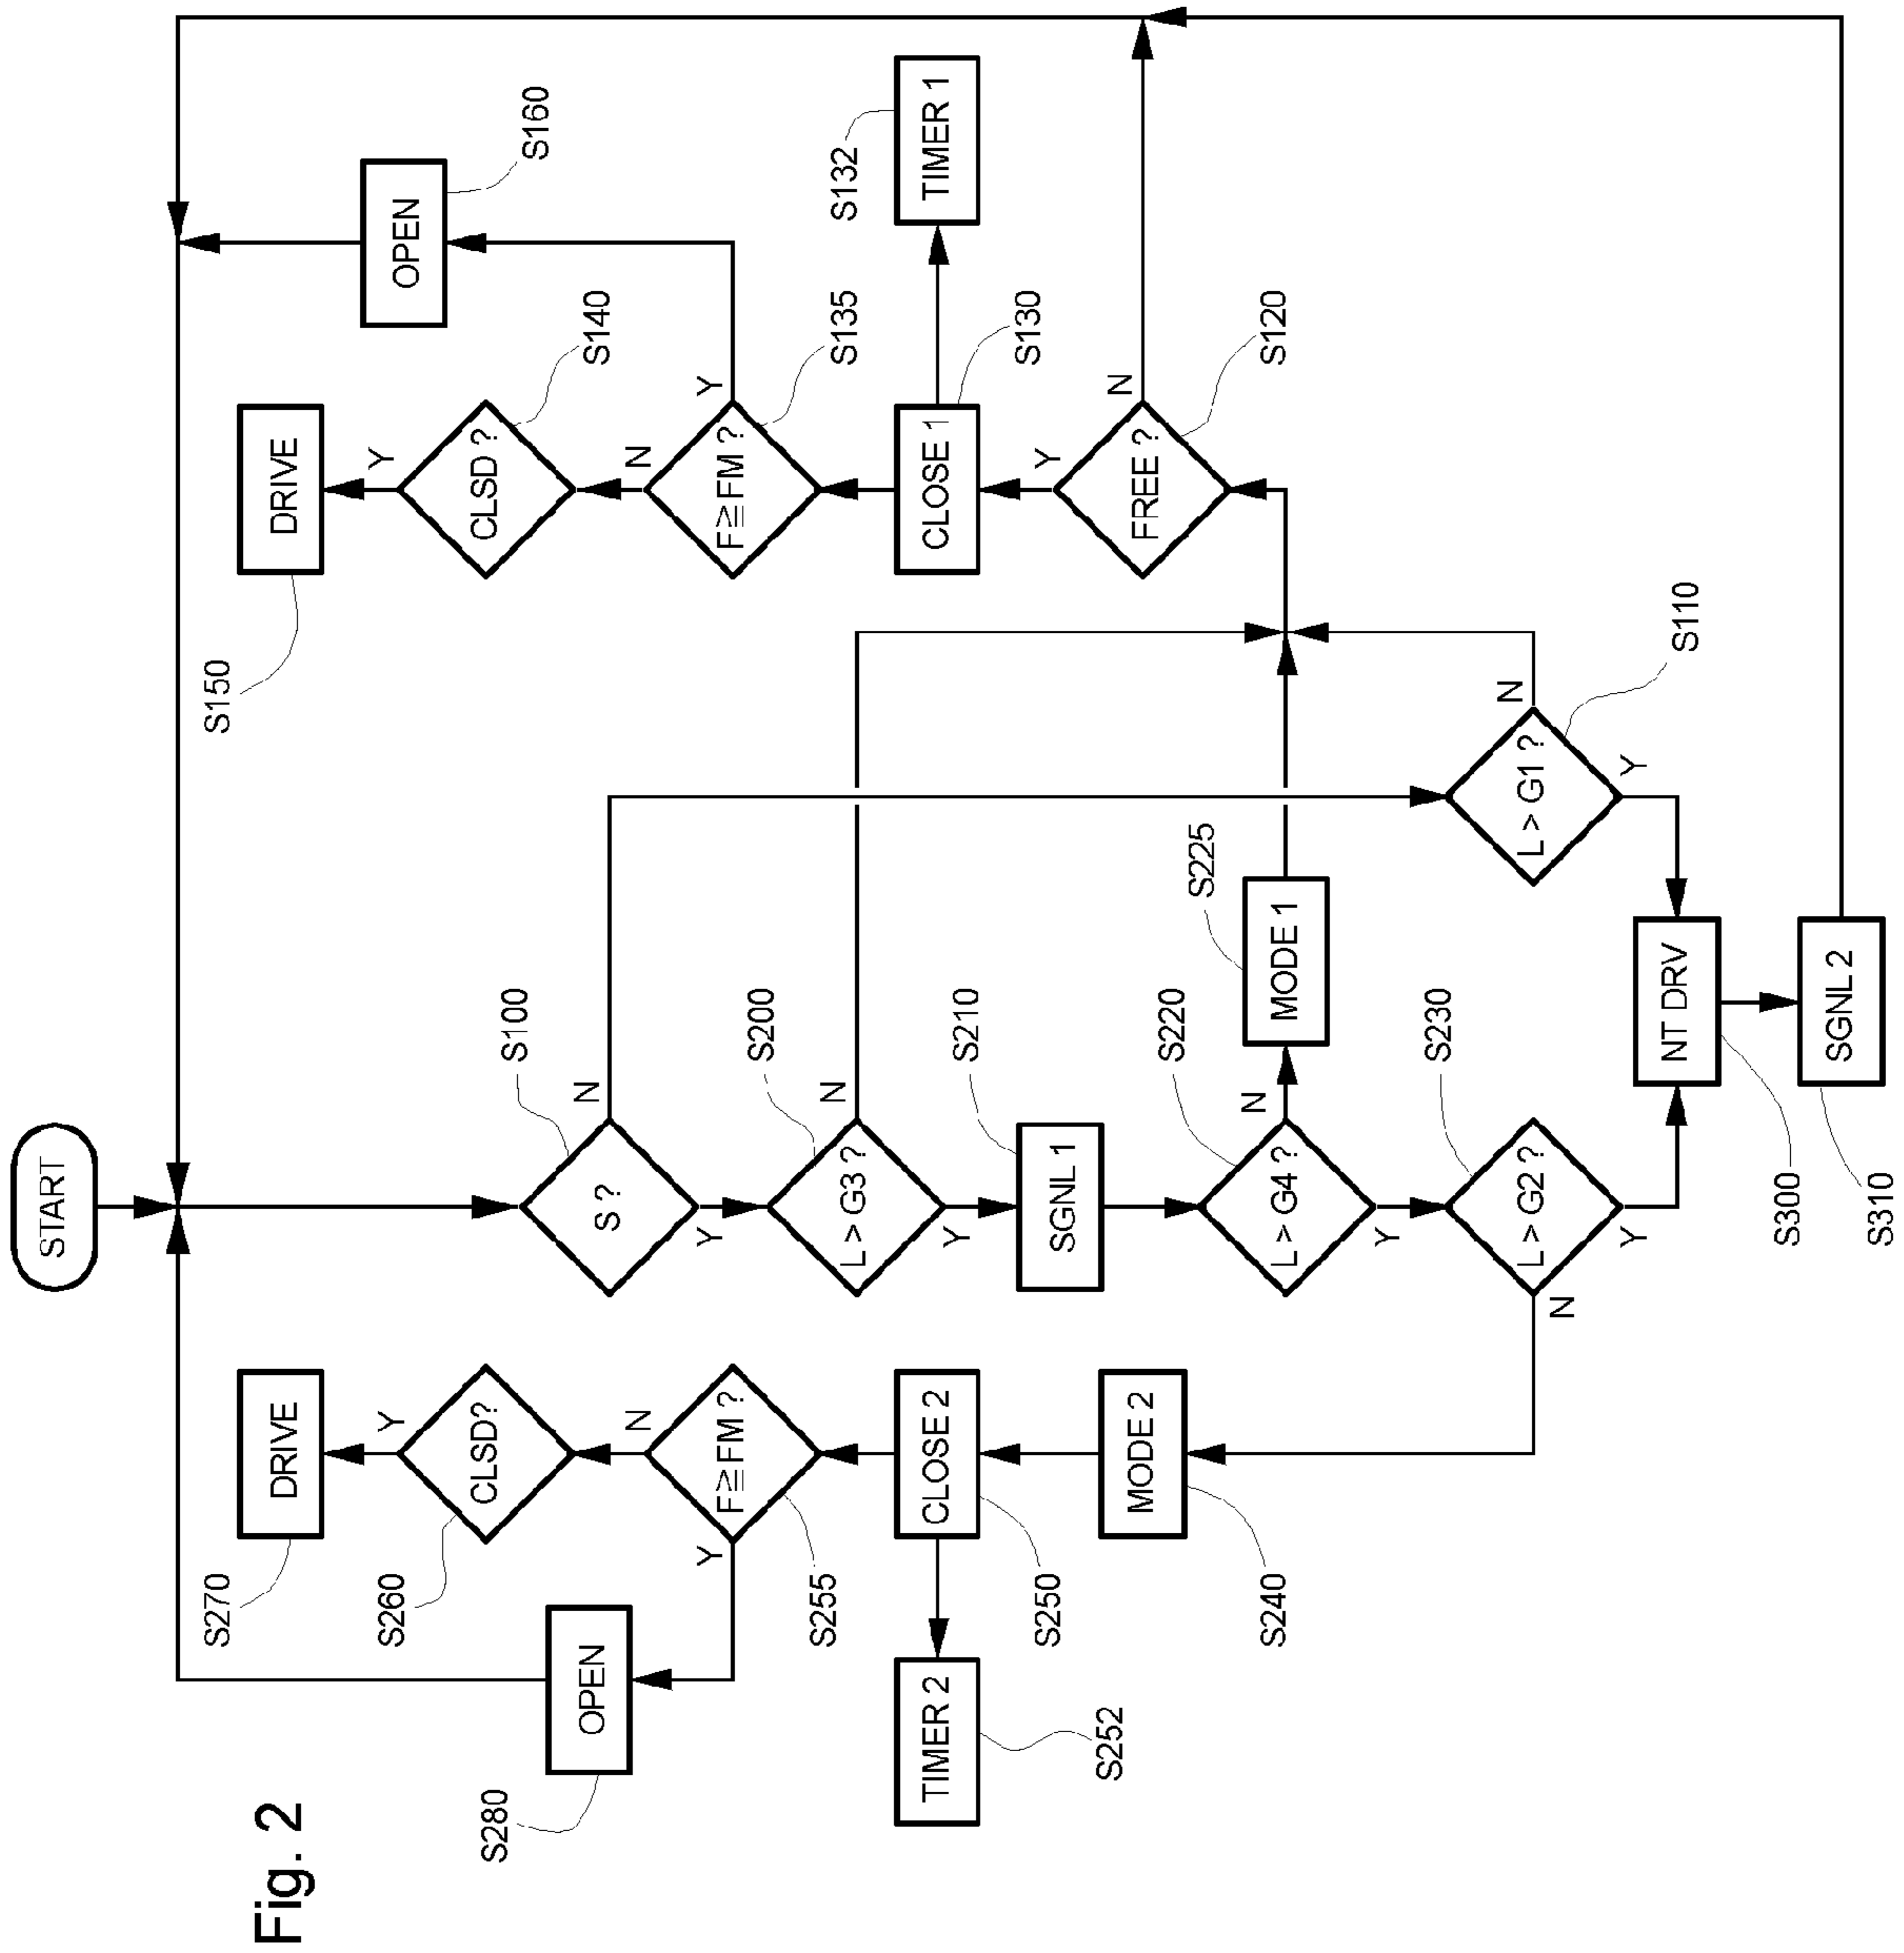 Fig. 2
START
S ?
S100
N
Y
L > G3 ?
S200
N
Y
SGNL 1
S210
L > G4 ?
S220
N
Y
MODE 1
S225
L > G2 ?
S230
N
Y
L > G1 ?
S110
N
Y
NT DRV
S300
SGNL 2
S310
MODE 2
S240
CLOSE 2
S250
TIMER 2
S252
F≧FM ?
S255
N
Y
CLSD?
S260
Y
DRIVE
S270
OPEN
S280
FREE ?
S120
N
Y
CLOSE 1
S130
TIMER 1
S132
F≧FM ?
S135
N
Y
CLSD ?
S140
Y
DRIVE
S150
OPEN
S160